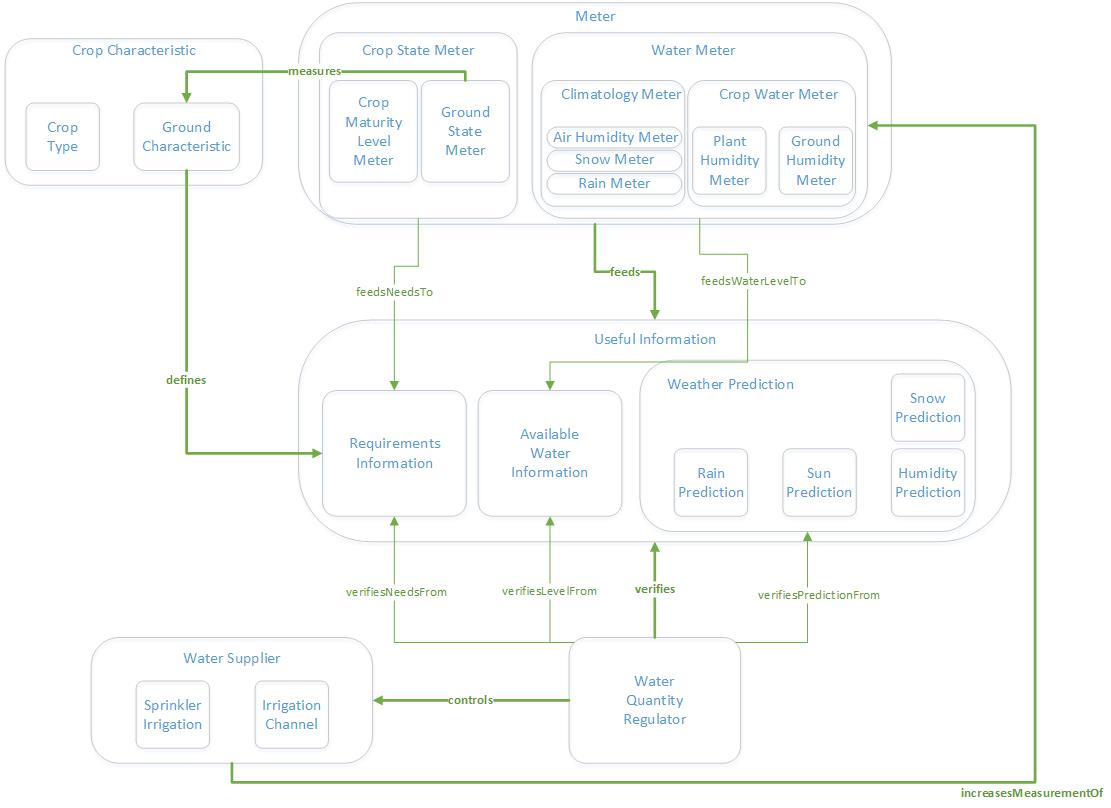 Meter
Crop Characteristic
Crop State Meter
Water Meter
measures
Crop
Type
Ground
Characteristic
Crop
Maturity
Level
Meter
Ground
State
Meter
Climatology Meter
Air Humidity Meter
Snow Meter
Rain Meter
Crop Water Meter
Plant
Humidity
Meter
Ground
Humidity
Meter
feeds
feedsNeedsTo
feedsWaterLevelTo
defines
Useful Information
Requirements
Information
Available
Water
Information
Weather Prediction
Snow
Prediction
Rain
Prediction
Sun
Prediction
Humidity
Prediction
verifiesNeedsFrom
verifiesLevelFrom
verifies
verifiesPredictionFrom
Water Supplier
Sprinkler
Irrigation
Irrigation
Channel
controls
Water
Quantity
Regulator
increasesMeasurementOf